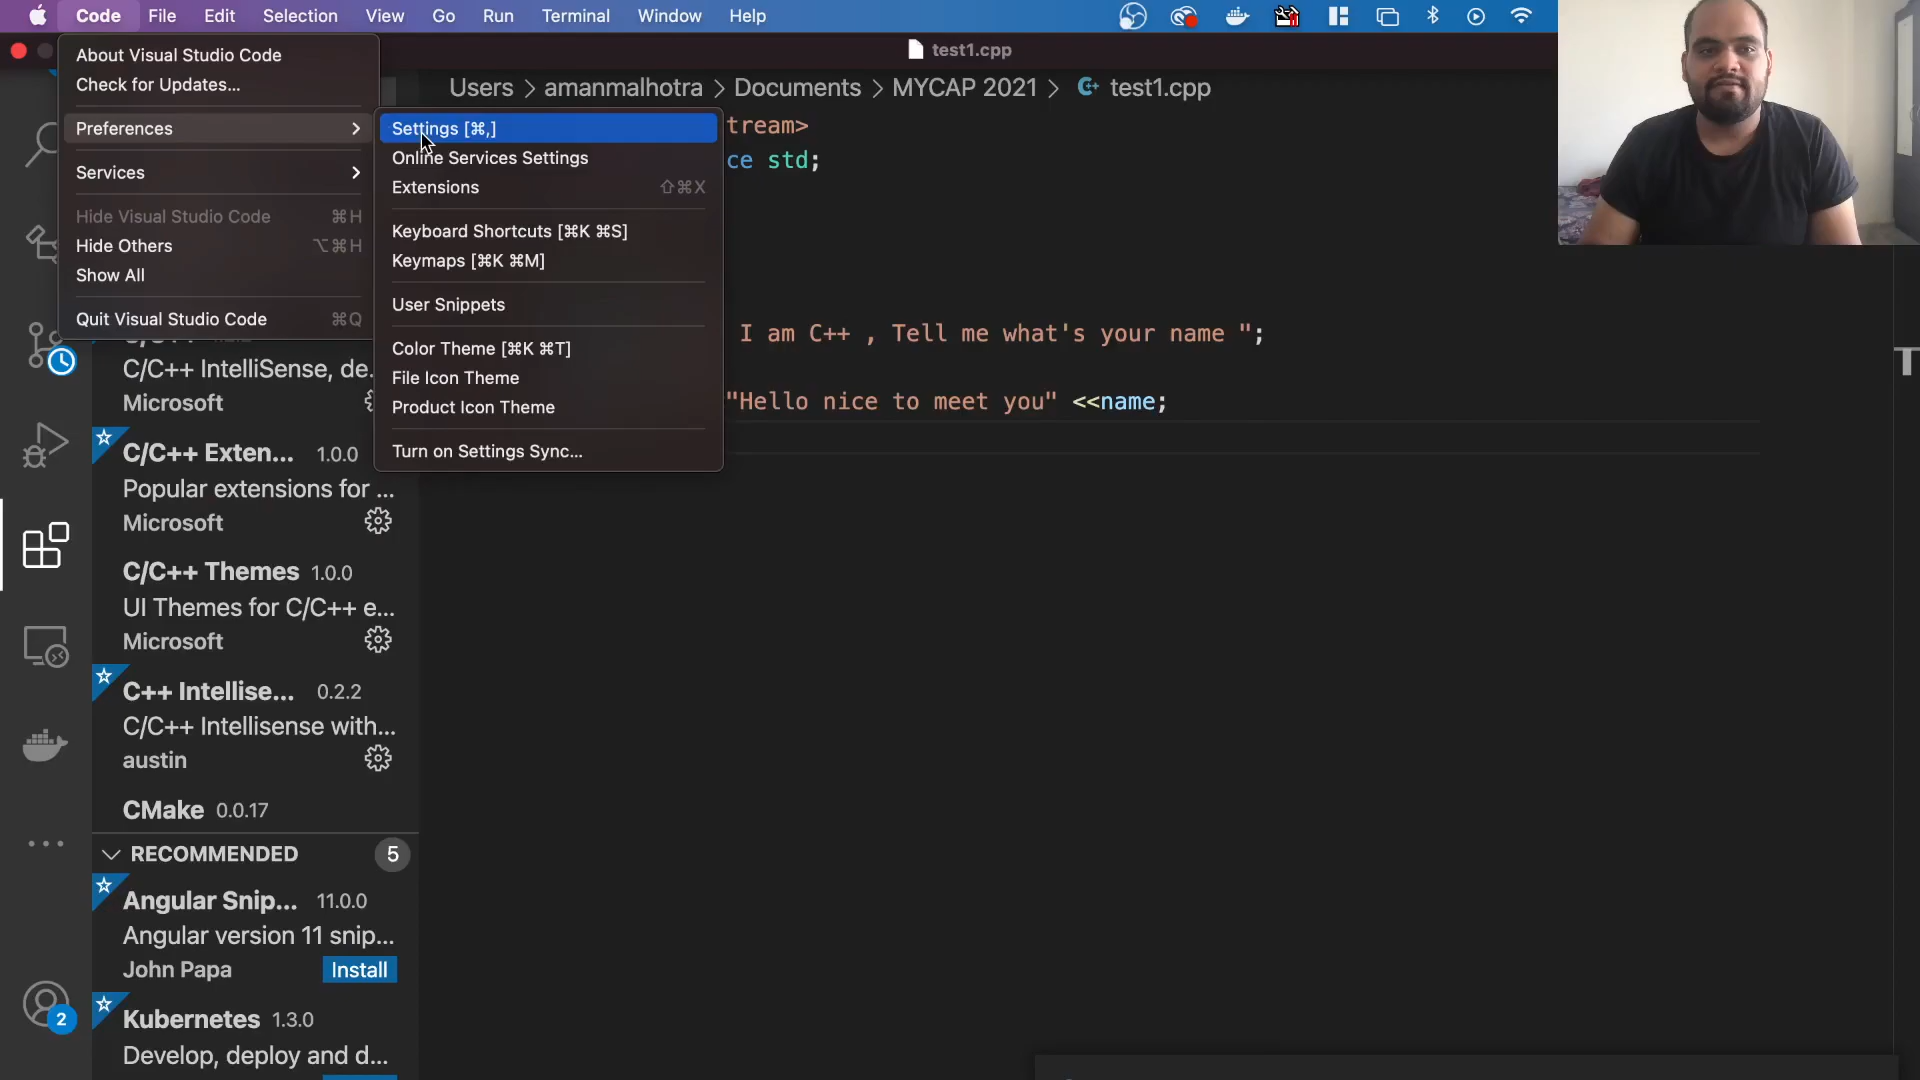 Code File Edit Selection View Go Run Terminal Window Help
test1.cpp
About Visual Studio Code
Check for Updates...
Preferences
Services
Hide Visual Studio Code ⌘H
Hide Others ⌥⌘H
Show All
Quit Visual Studio Code ⌘Q
Settings [⌘,]
Online Services Settings
Extensions ⇧⌘X
Keyboard Shortcuts [⌘K ⌘S]
Keymaps [⌘K ⌘M]
User Snippets
Color Theme [⌘K ⌘T]
File Icon Theme
Product Icon Theme
Turn on Settings Sync...
Users > amanmalhotra > Documents > MYCAP 2021 > test1.cpp
tream>
ce std;
I am C++ , Tell me what's your name ";
"Hello nice to meet you" <<name;
C/C++ IntelliSense, de...
Microsoft
C/C++ Exten... 1.0.0
Popular extensions for ...
Microsoft
C/C++ Themes 1.0.0
UI Themes for C/C++ e...
Microsoft
C++ Intellise... 0.2.2
C/C++ Intellisense with...
austin
CMake 0.0.17
RECOMMENDED 5
Angular Snip... 11.0.0
Angular version 11 snip...
John Papa Install
2
Kubernetes 1.3.0
Develop, deploy and d...